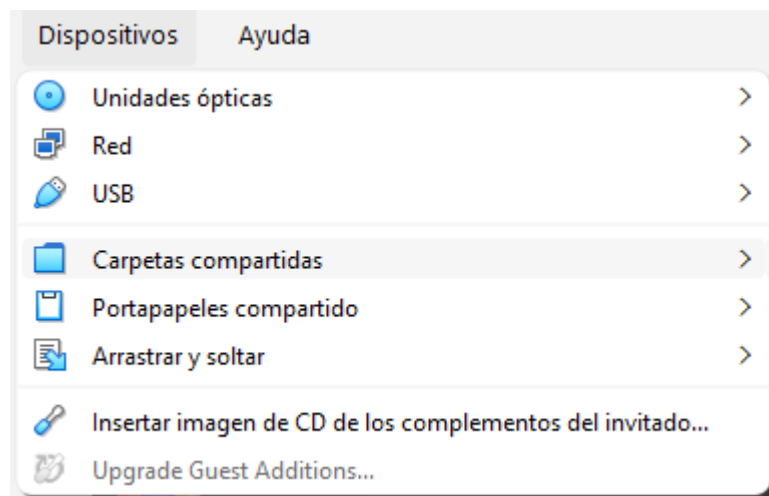 Dispositivos Ayuda
Unidades ópticas
Red
USB
Carpetas compartidas
Portapapeles compartido
Arrastrar y soltar
Insertar imagen de CD de los complementos del invitado...
Upgrade Guest Additions...